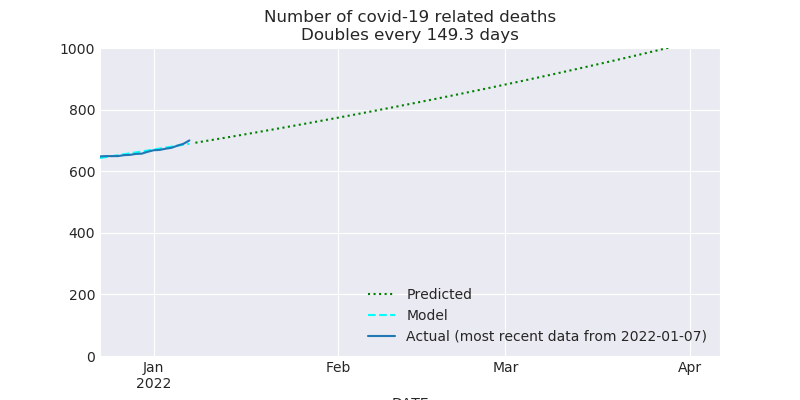 Number of covid-19 related deaths
Doubles every 149.3 days
1000
800
600
400
200
0
Predicted
Model
Actual (most recent data from 2022-01-07)
Jan
2022
Feb
Mar
Apr
DATE